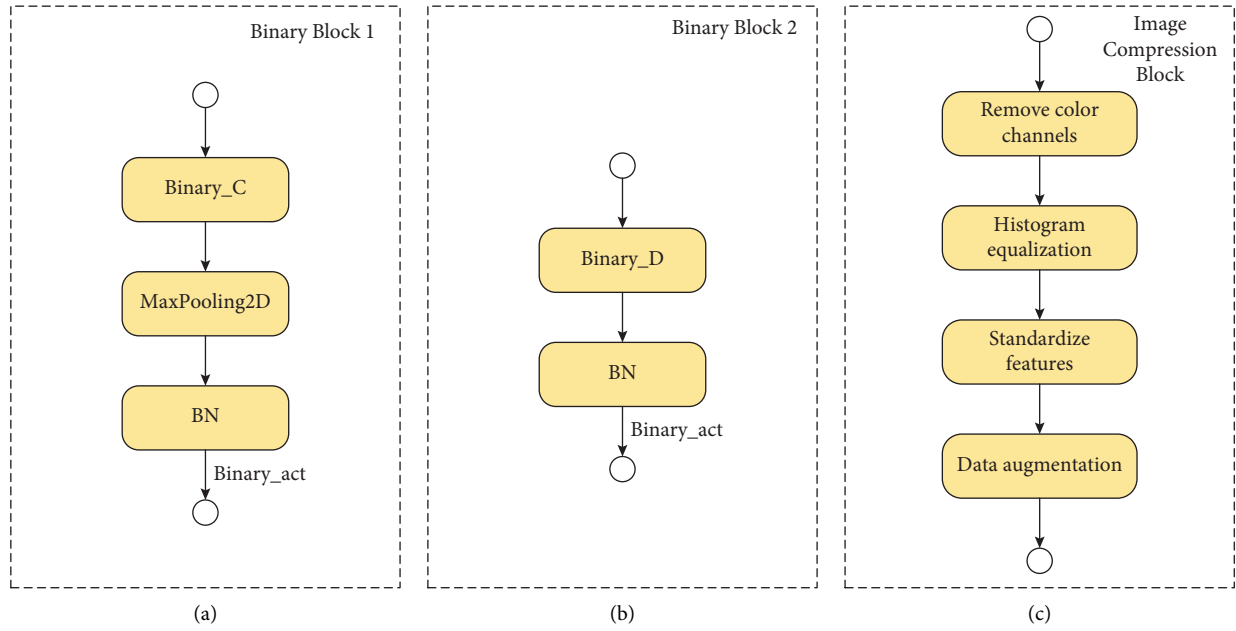 Binary Block 1
Binary_C
MaxPooling2D
BN
Binary_act
(a)
Binary Block 2
Binary_D
BN
Binary_act
(b)
Image
Compression
Block
Remove color
channels
Histogram
equalization
Standardize
features
Data augmentation
(c)